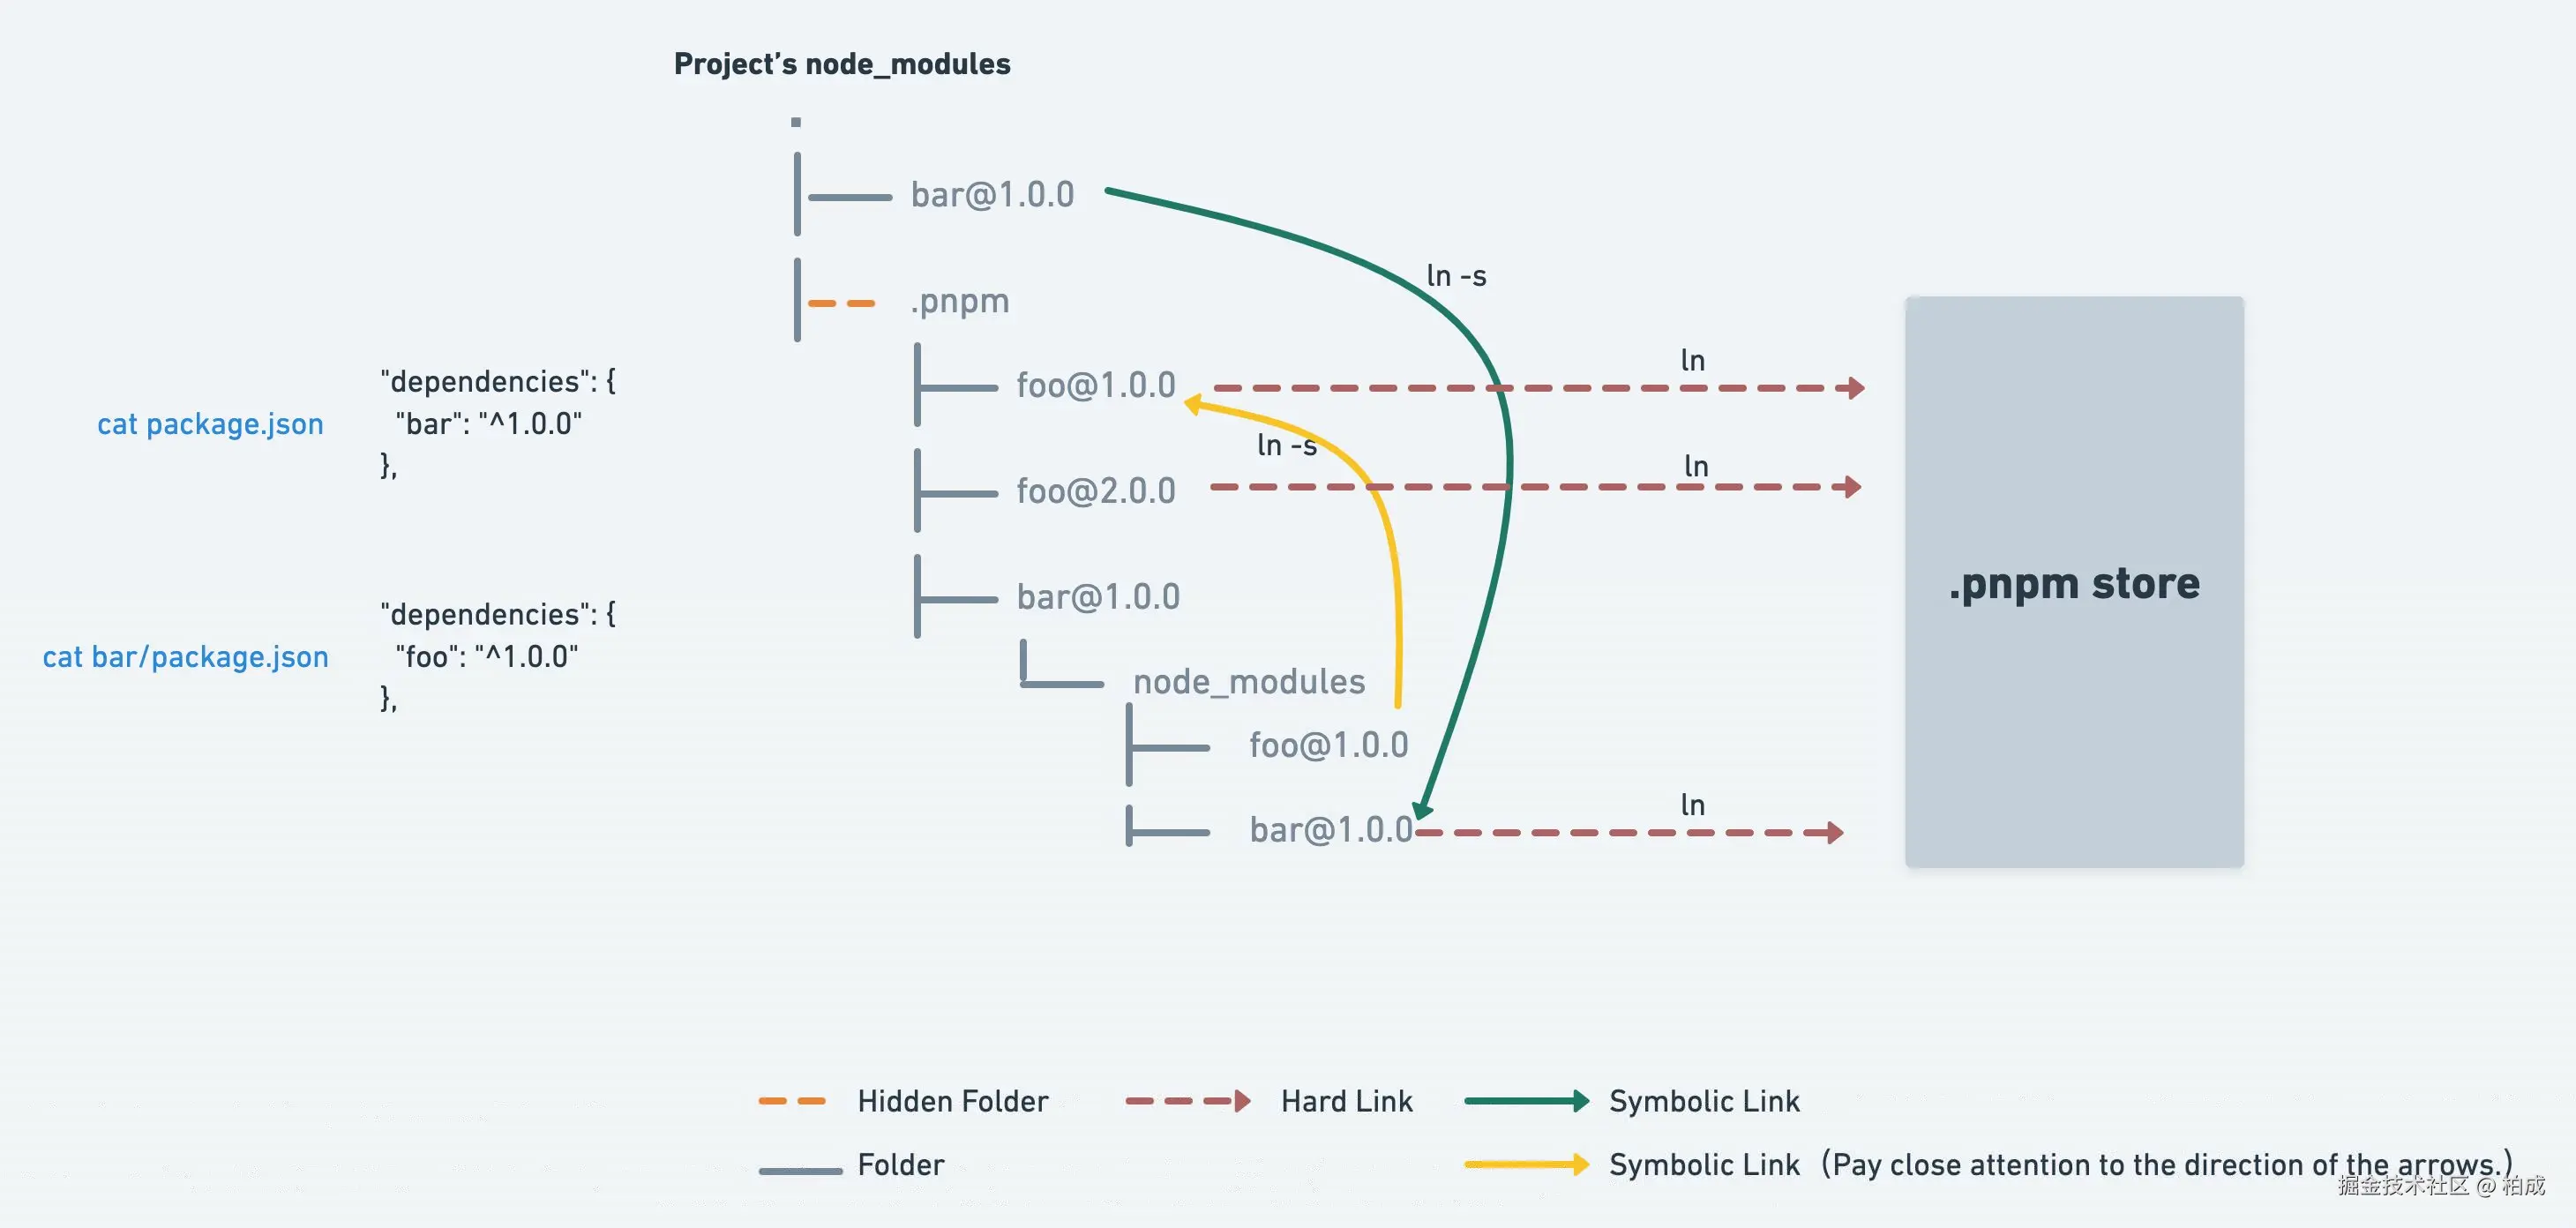 Project’s node_modules
bar@1.0.0
ln -s
.pnpm
foo@1.0.0
ln
"dependencies": {
cat package.json
"bar": "^1.0.0"
},
ln -s
foo@2.0.0
ln
.pnpm store
bar@1.0.0
"dependencies": {
cat bar/package.json
"foo": "^1.0.0"
},
node_modules
foo@1.0.0
bar@1.0.0
ln
Hidden Folder
Hard Link
Symbolic Link
Folder
Symbolic Link（Pay close attention to the direction of the arrows.）
掘金技术社区 @ 柏成